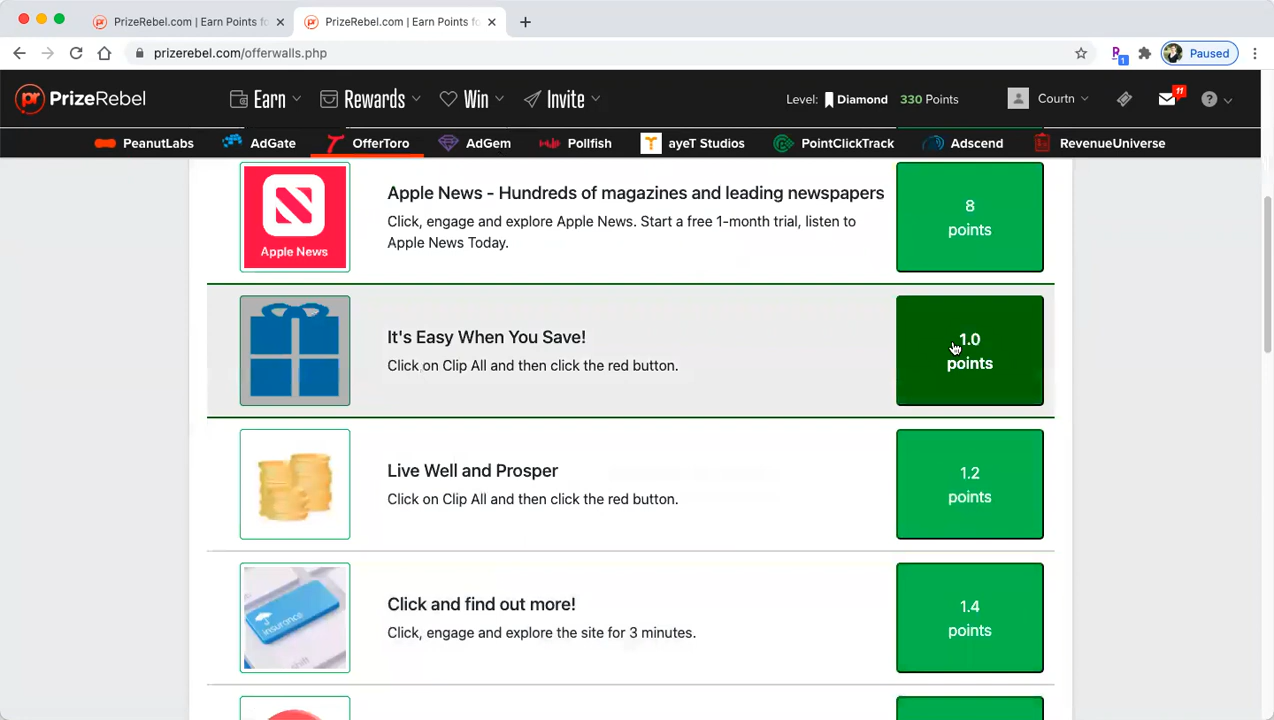 PrizeRebel.com | Earn Points fo
PrizeRebel.com | Earn Points fo
prizerebel.com/offerwalls.php
1
Paused
pr PrizeRebel
Earn
Rewards
Win
Invite
Level: Diamond 330 Points
Courtn
11
PeanutLabs
AdGate
OfferToro
AdGem
Pollfish
ayeT Studios
PointClickTrack
Adscend
RevenueUniverse
Apple News
Apple News - Hundreds of magazines and leading newspapers
Click, engage and explore Apple News. Start a free 1-month trial, listen to
Apple News Today.
8
points
It's Easy When You Save!
Click on Clip All and then click the red button.
1.0
points
Live Well and Prosper
Click on Clip All and then click the red button.
1.2
points
insurance
shift
Click and find out more!
Click, engage and explore the site for 3 minutes.
1.4
points